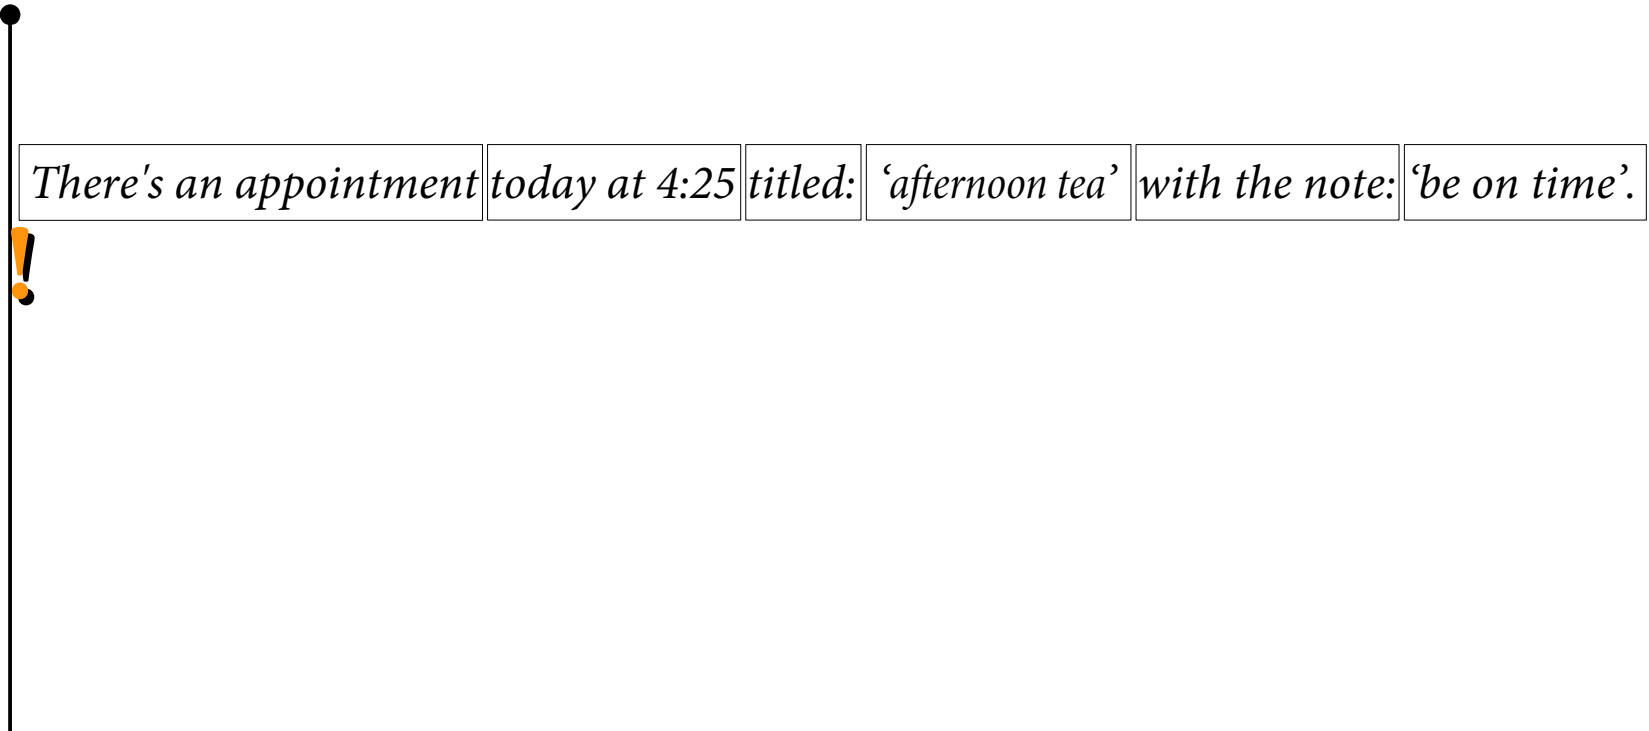 There's an appointment today at 4:25 titled: ‘afternoon tea’ with the note: ‘be on time’.
!